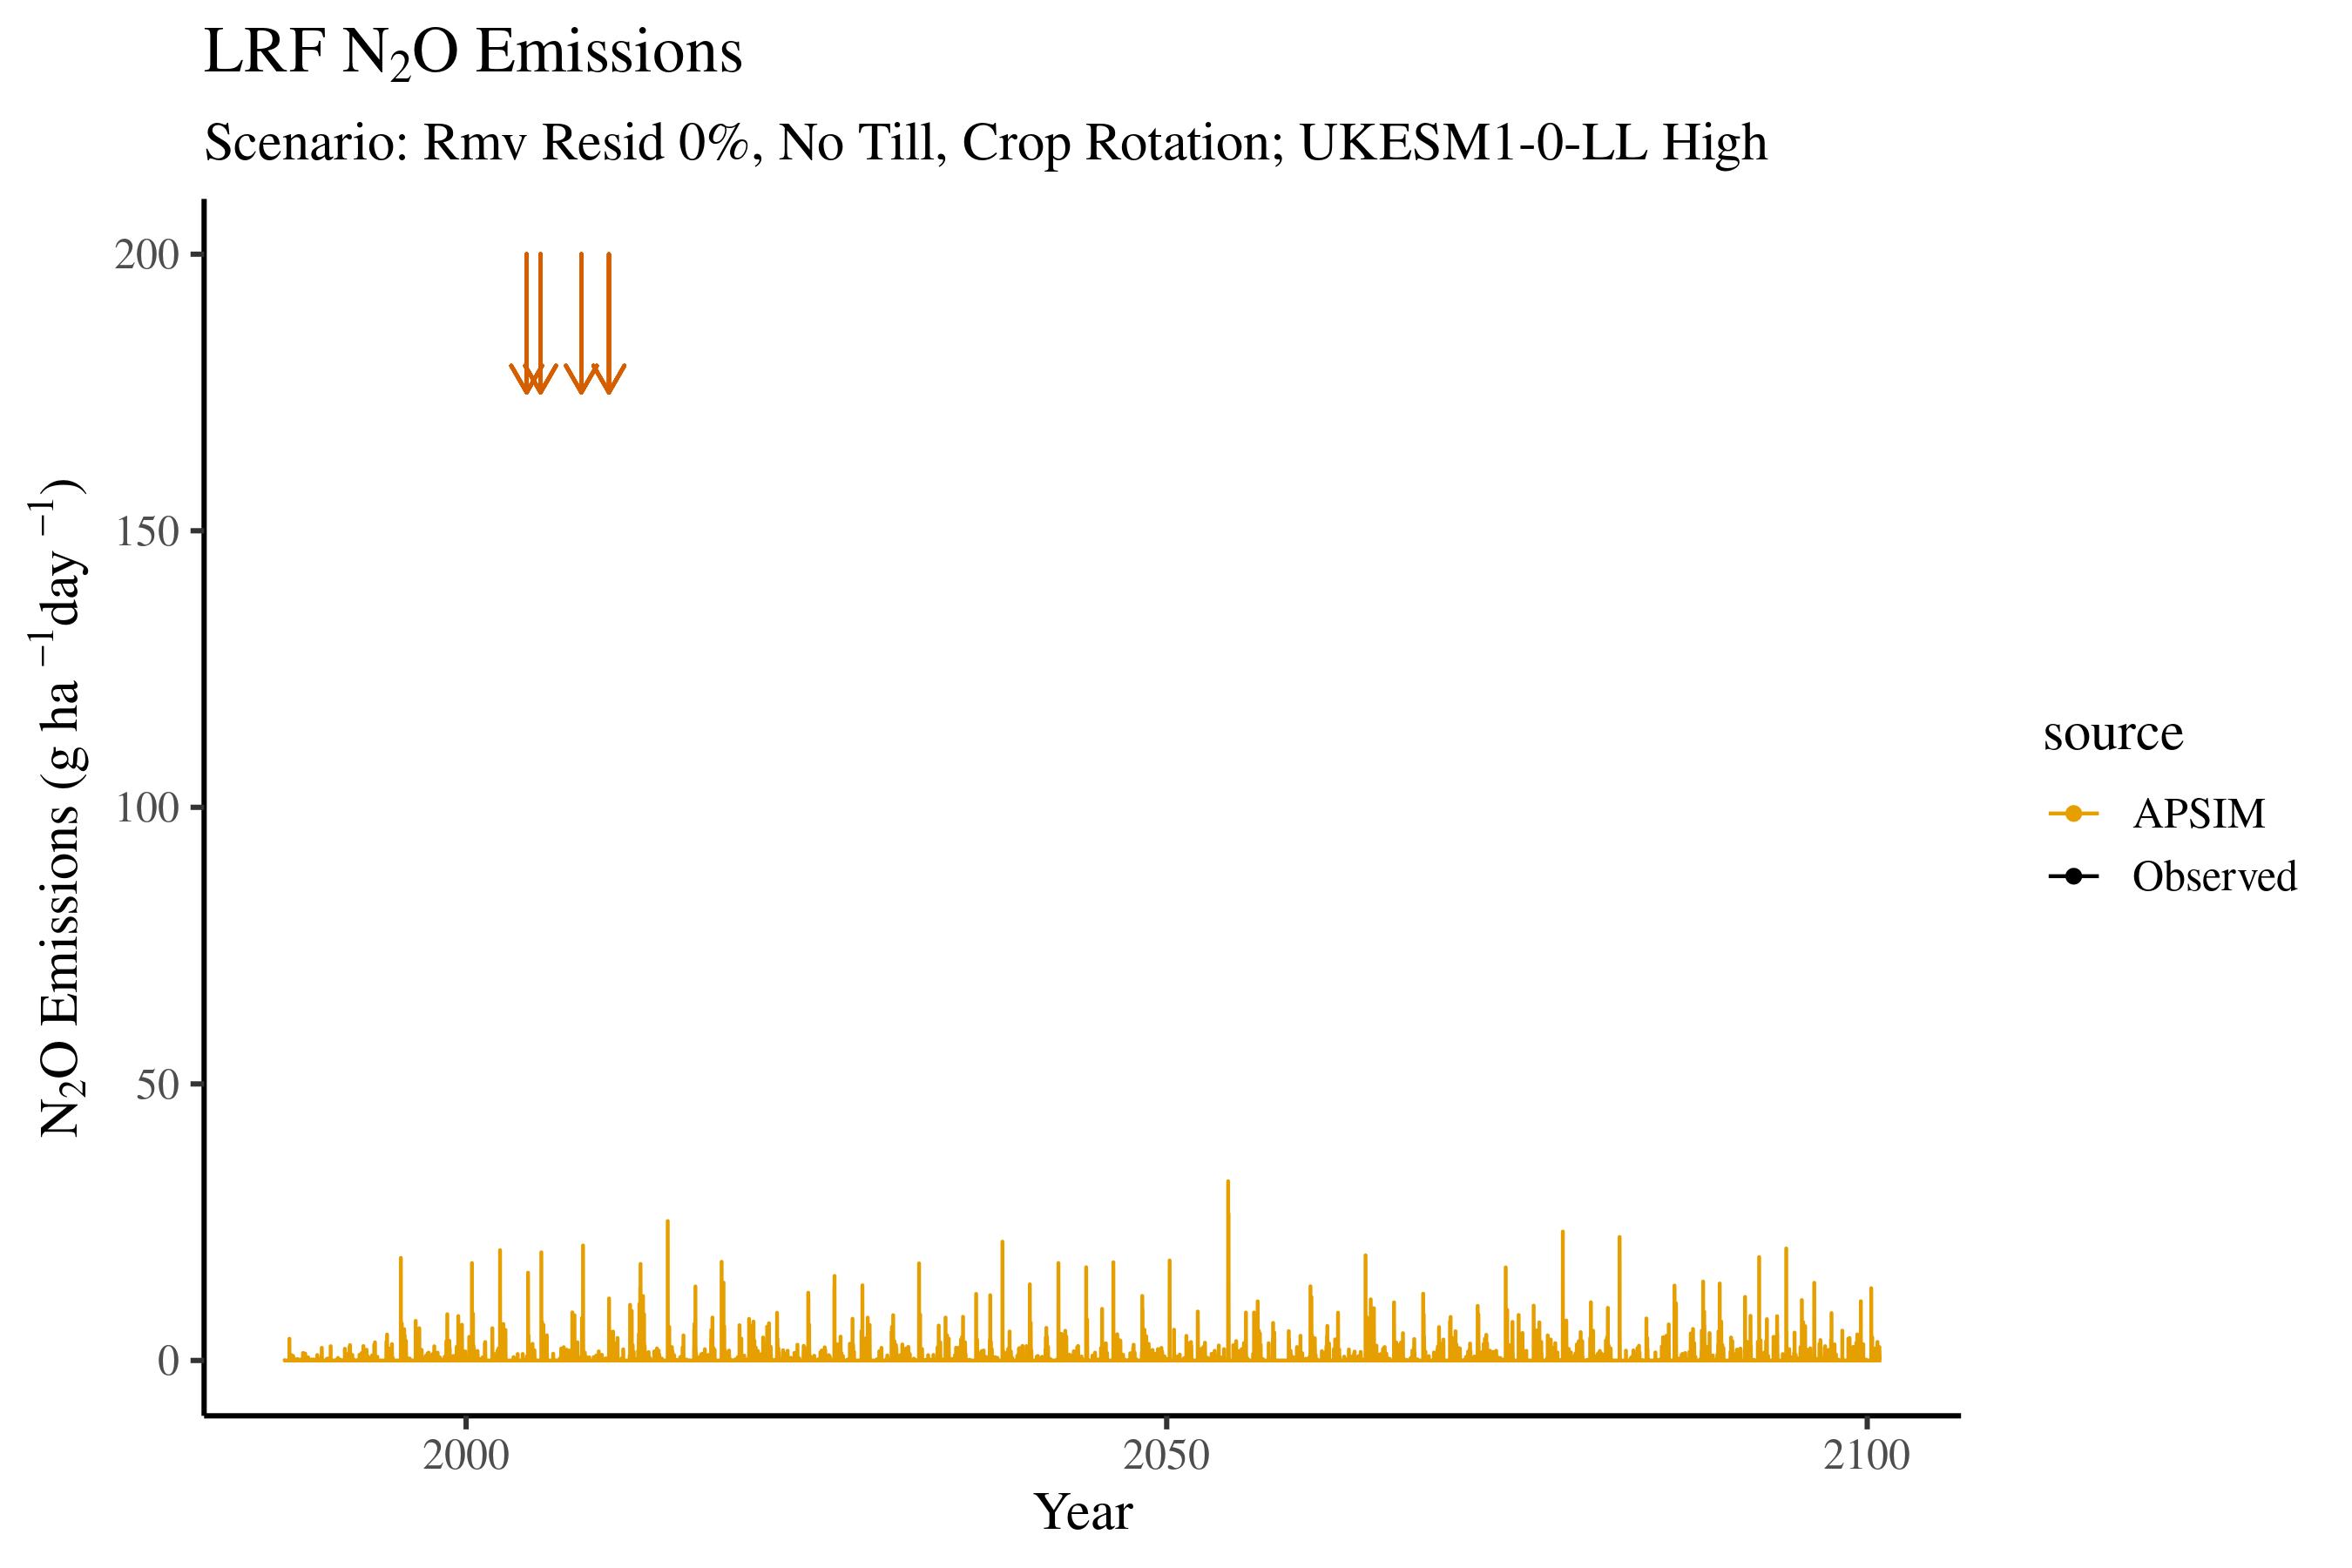 LRF N₂O Emissions
Scenario: Rmv Resid 0%, No Till, Crop Rotation; UKESM1-0-LL High
N₂O Emissions (g ha ⁻¹day ⁻¹)
200
150
100
50
0
2000 2050 2100
Year
source
APSIM
Observed